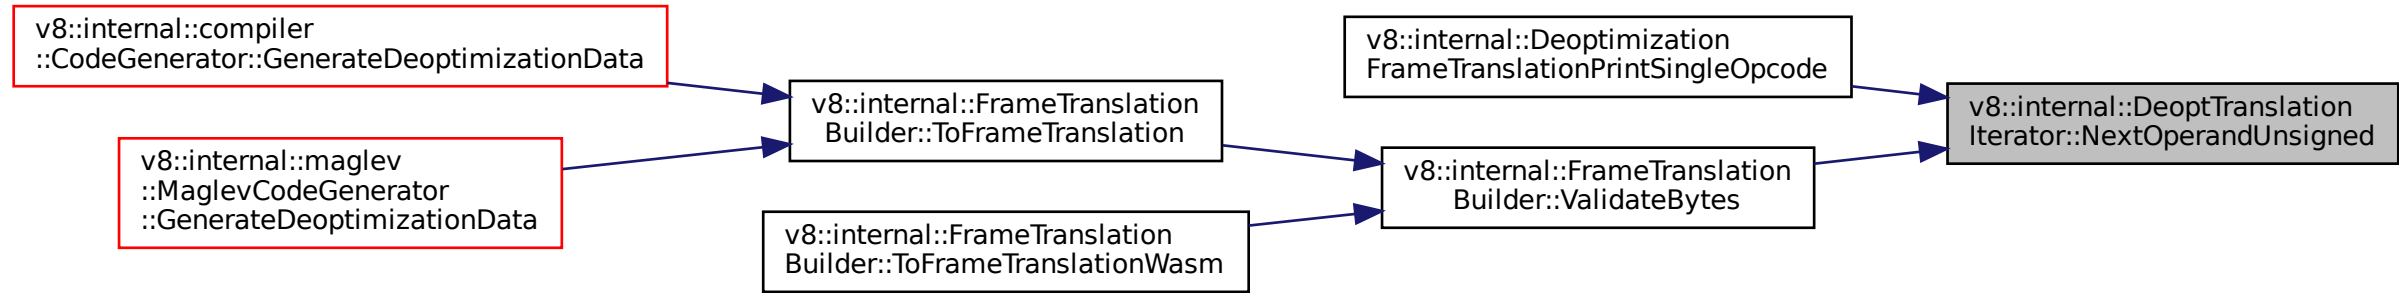 v8::internal::compiler
::CodeGenerator::GenerateDeoptimizationData
v8::internal::maglev
::MaglevCodeGenerator
::GenerateDeoptimizationData
v8::internal::FrameTranslation
Builder::ToFrameTranslation
v8::internal::FrameTranslation
Builder::ToFrameTranslationWasm
v8::internal::Deoptimization
FrameTranslationPrintSingleOpcode
v8::internal::FrameTranslation
Builder::ValidateBytes
v8::internal::DeoptTranslation
Iterator::NextOperandUnsigned